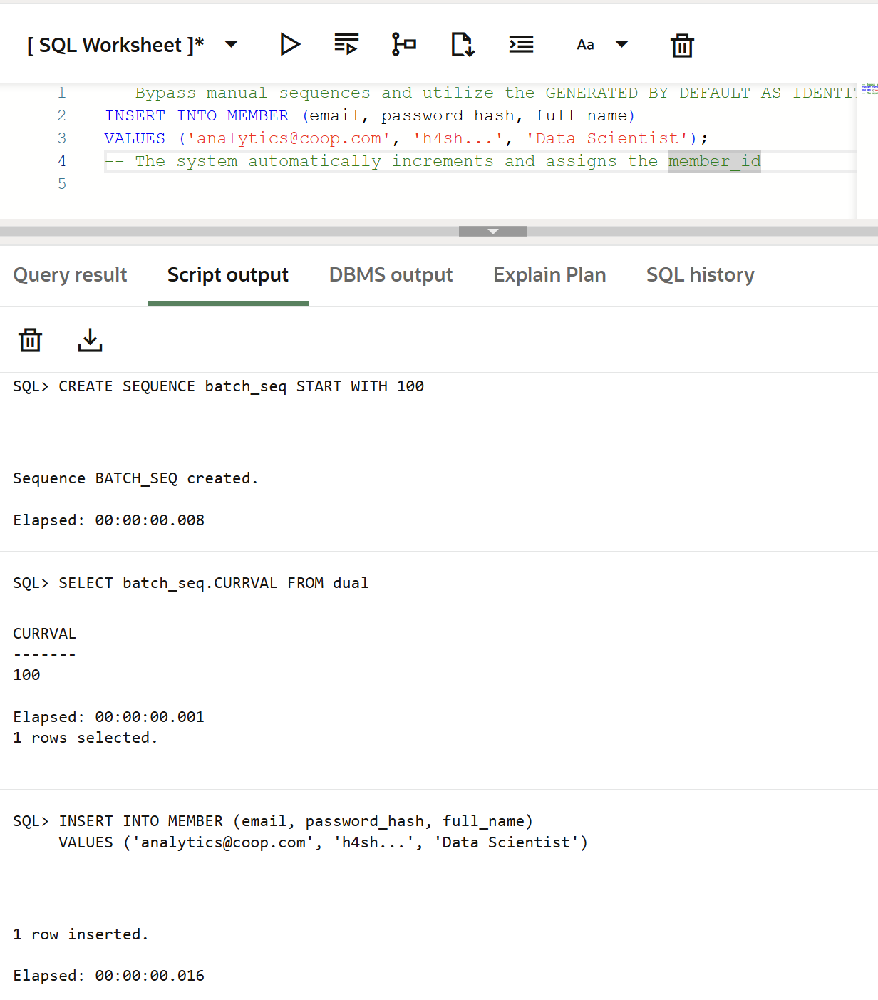 [ SQL Worksheet ]*
Aa
1 -- Bypass manual sequences and utilize the GENERATED BY DEFAULT AS
2 INSERT INTO MEMBER (email, password_hash, full_name)
3 VALUES ('analytics@coop.com', 'h4sh...', 'Data Scientist');
4 -- The system automatically increments and assigns the member_id
5
Query result Script output DBMS output Explain Plan SQL history
SQL> CREATE SEQUENCE batch_seq START WITH 100
Sequence BATCH_SEQ created.
Elapsed: 00:00:00.008
SQL> SELECT batch_seq.CURRVAL FROM dual
CURRVAL
-------
100
Elapsed: 00:00:00.001
1 rows selected.
SQL> INSERT INTO MEMBER (email, password_hash, full_name)
VALUES ('analytics@coop.com', 'h4sh...', 'Data Scientist')
1 row inserted.
Elapsed: 00:00:00.016